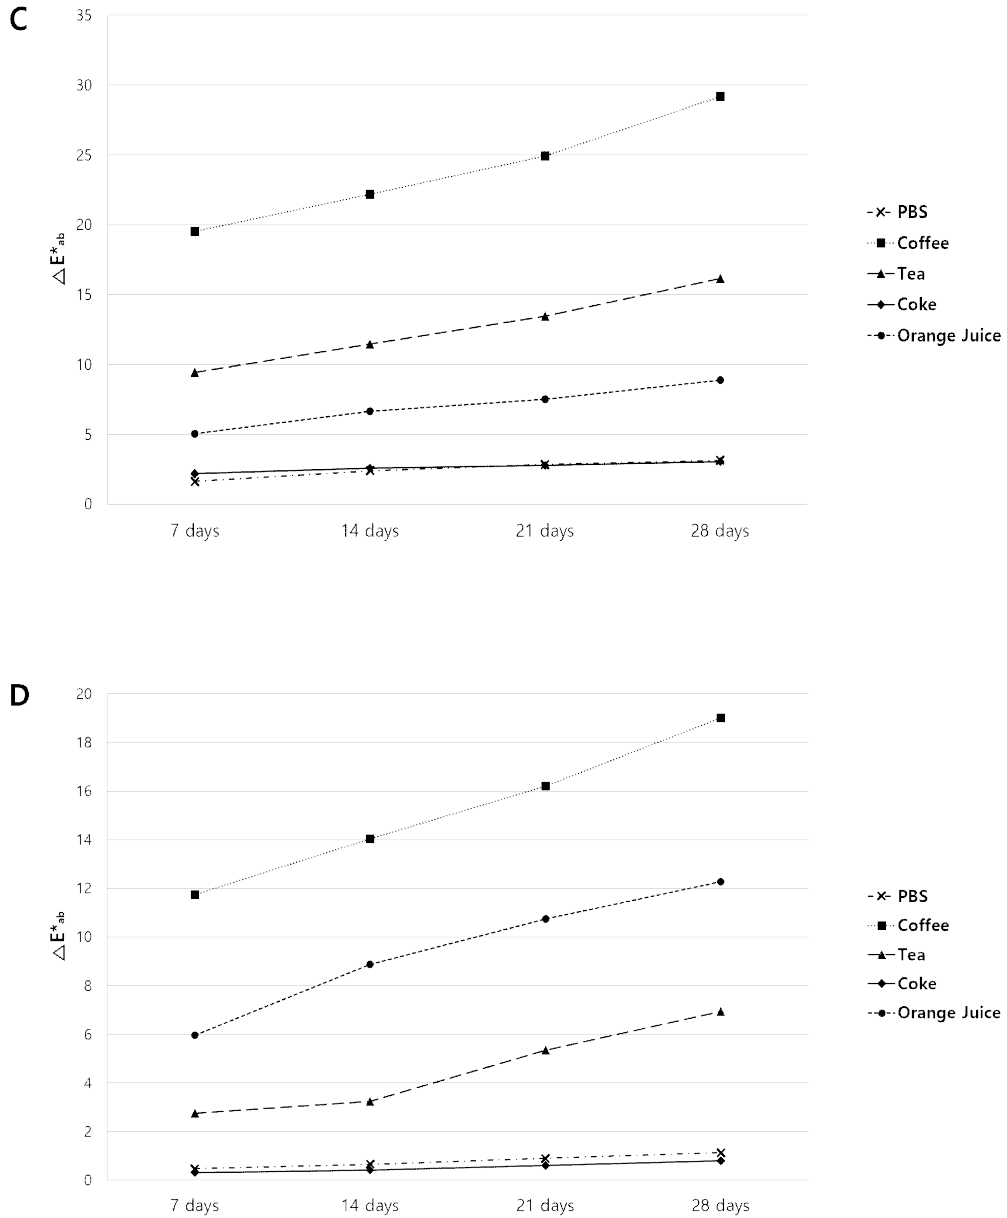 C
35
30
25
20
15
10
5
0
△ E*ab
7 days 14 days 21 days 28 days
PBS
Coffee
Tea
Coke
Orange Juice
D
20
18
16
14
12
10
8
6
4
2
0
△ E*ab
7 days 14 days 21 days 28 days
PBS
Coffee
Tea
Coke
Orange Juice